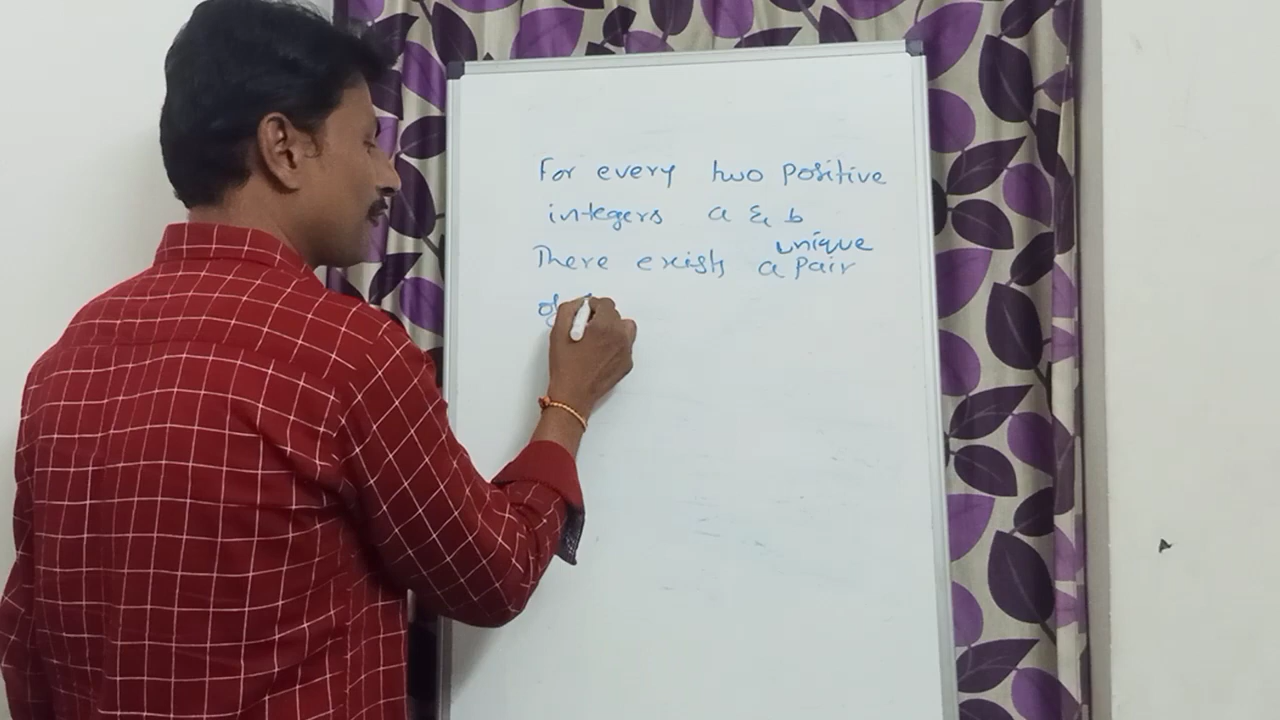 For every two positive
integers a & b
There exists a unique pair
of